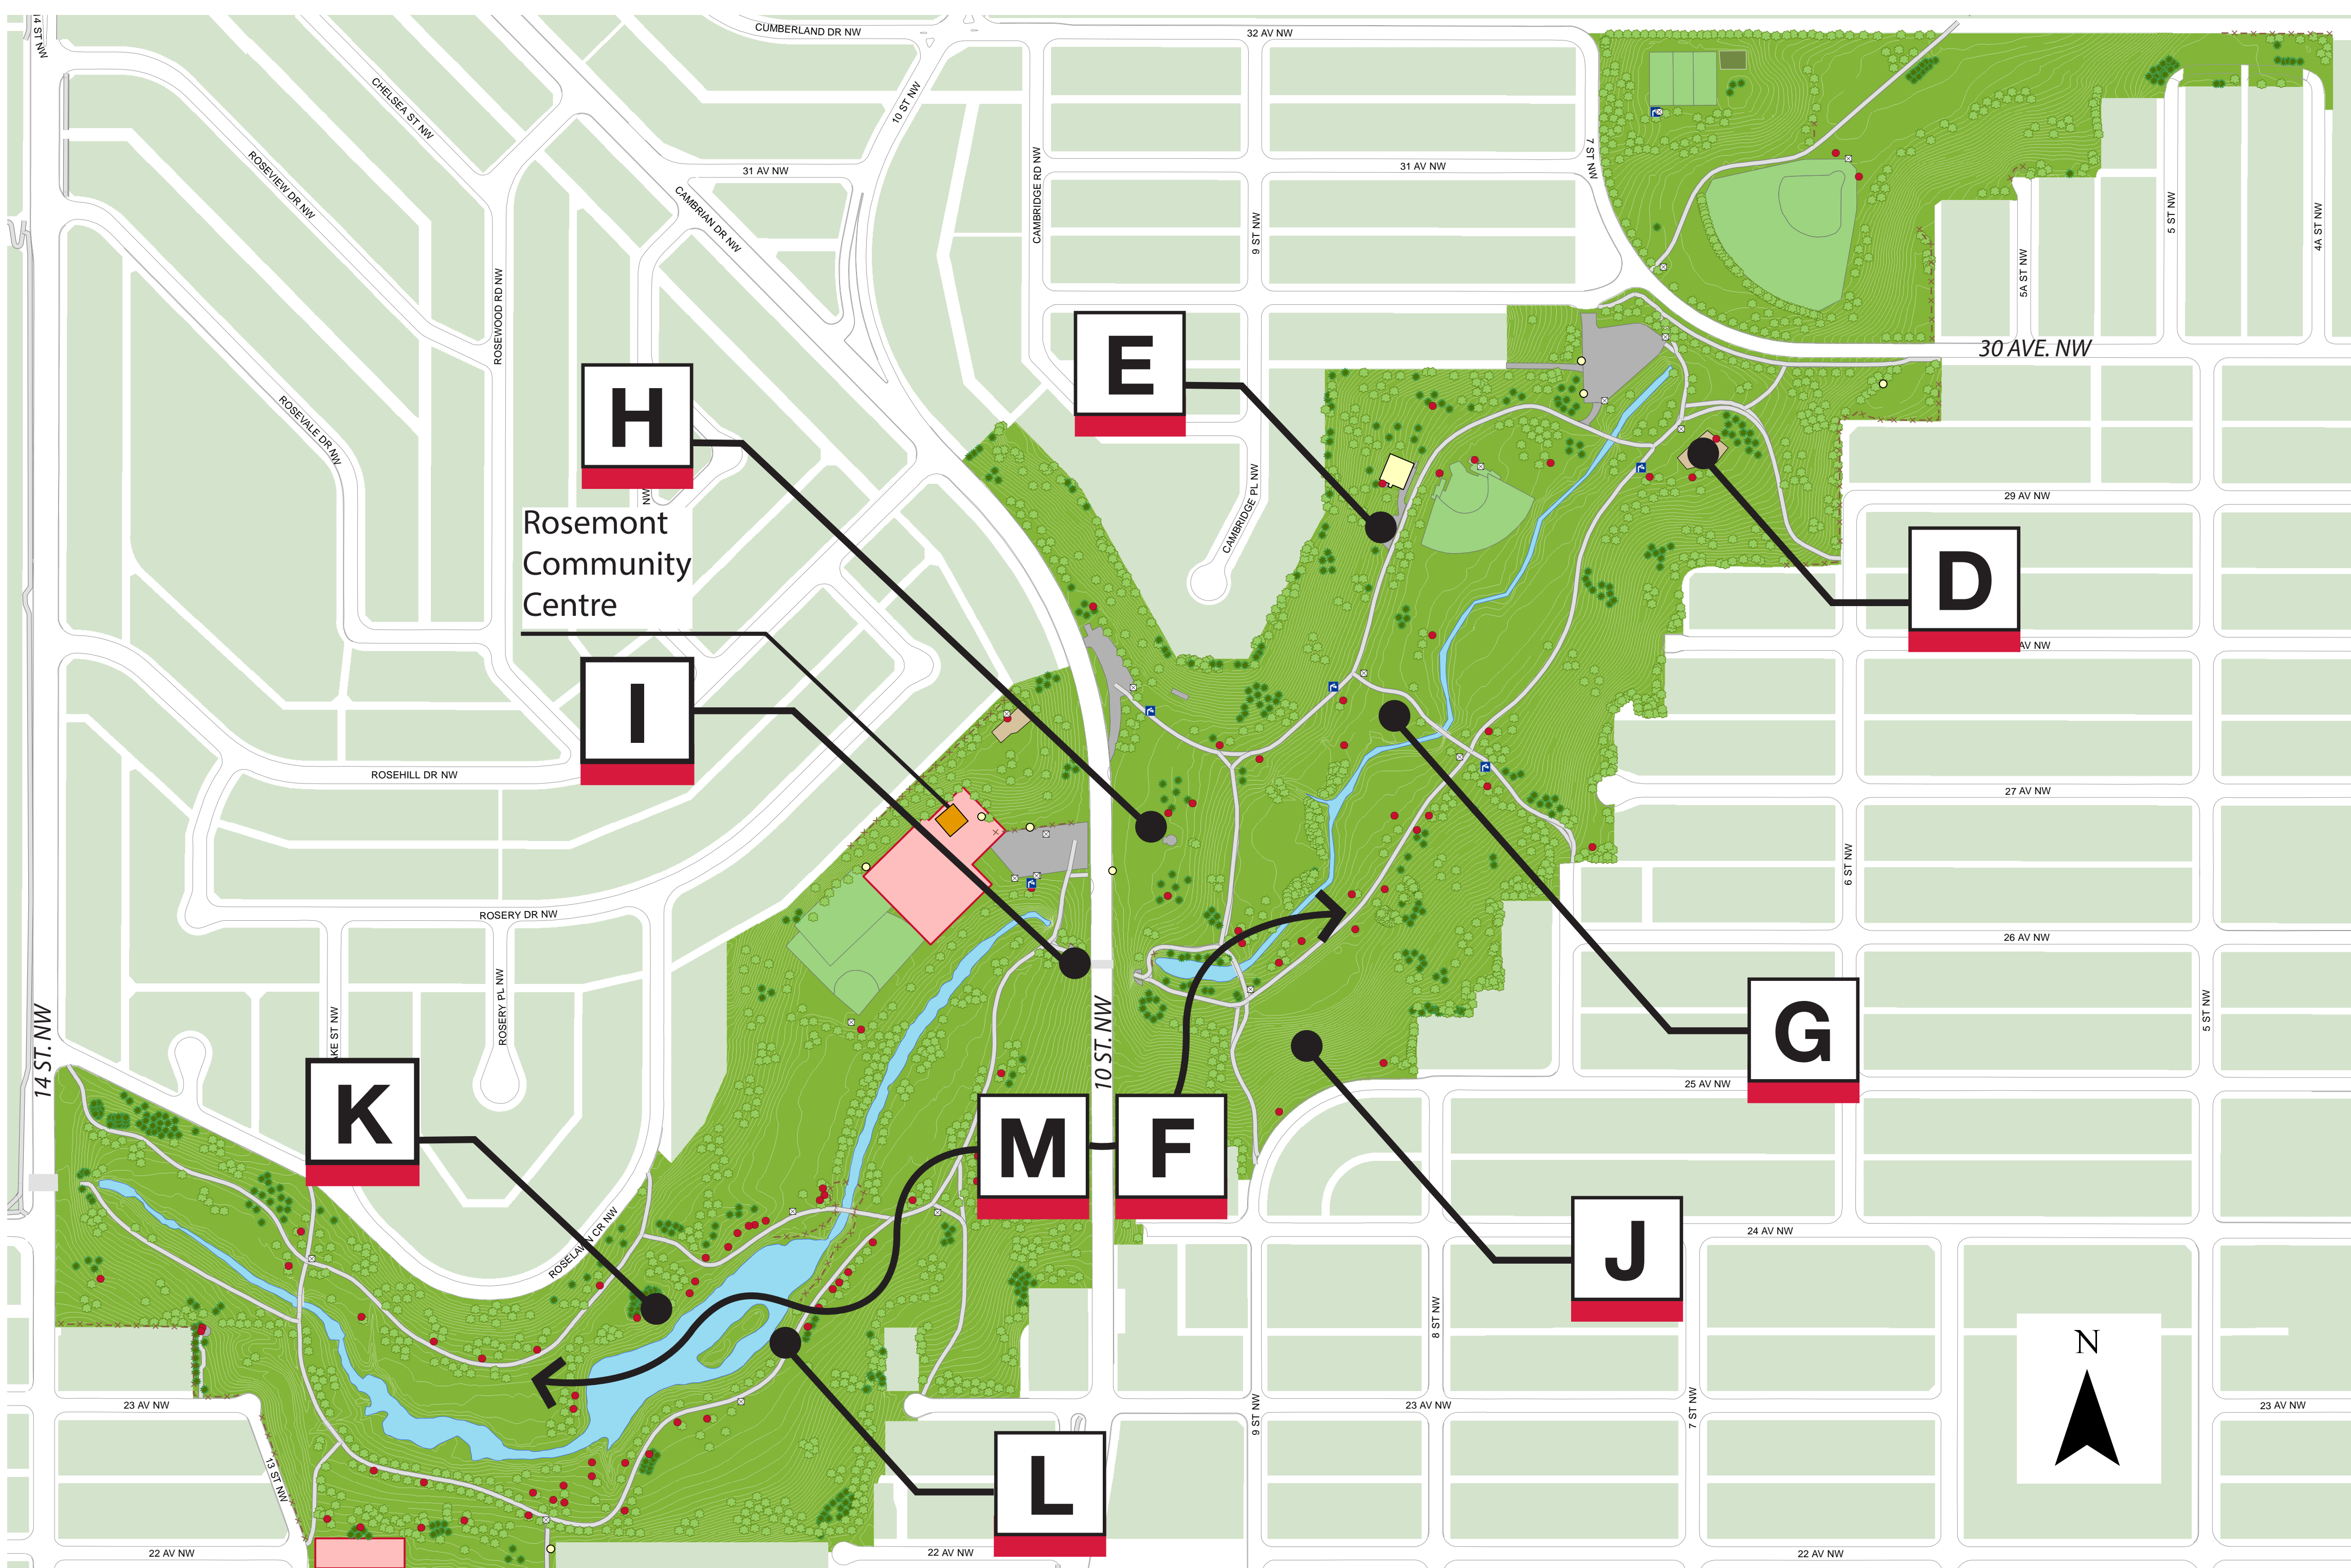 14 ST NW
CUMBERLAND DR NW
32 AV NW
CHELSEA ST NW
10 ST NW
ROSEVIEW DR NW
31 AV NW
CAMBRIAN DR NW
CAMBRIDGE RD NW
31 AV NW
7 ST NW
9 ST NW
5 ST NW
4A ST NW
5A ST NW
ROSEWOOD RD NW
30 AVE. NW
E
H
ROSEVALE DR NW
NW
CAMBRIDGE PL NW
29 AV NW
Rosemont
Community
Centre
D
AV NW
I
ROSEHILL DR NW
27 AV NW
6 ST NW
ROSERY DR NW
26 AV NW
ROSERY PL NW
AKE ST NW
14 ST. NW
10 ST. NW
5 ST NW
G
K
25 AV NW
M
F
24 AV NW
J
ROSELAWN CR NW
8 ST NW
N
23 AV NW
9 ST NW
23 AV NW
7 ST NW
23 AV NW
13 ST NW
L
22 AV NW
22 AV NW
22 AV NW